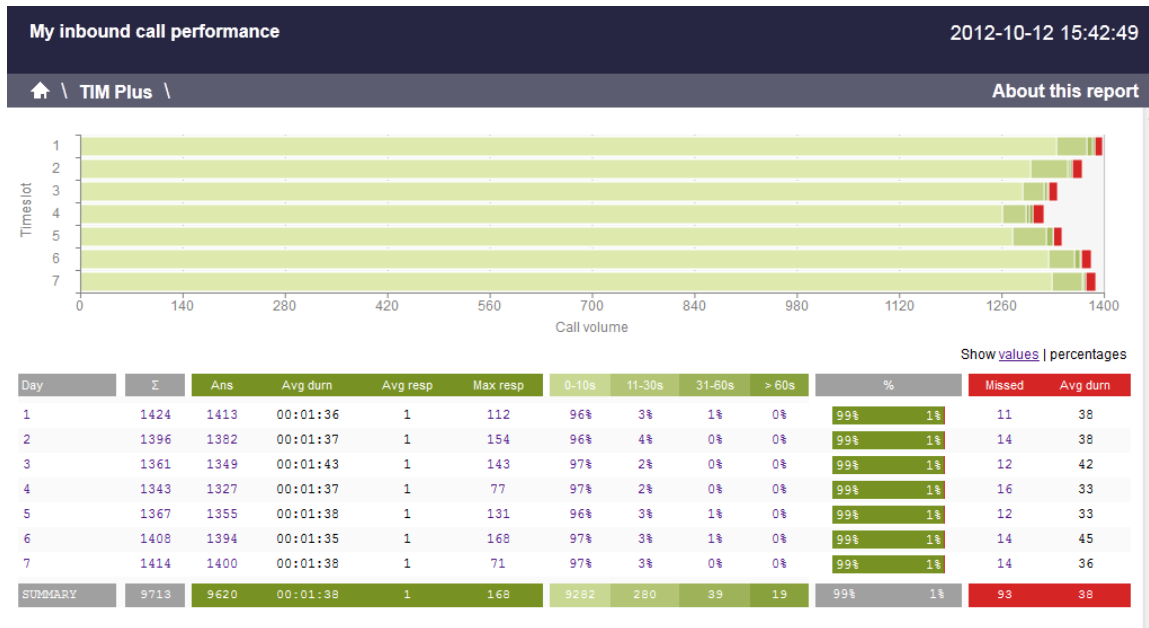 My inbound call performance 2012-10-12 15:42:49
\ TIM Plus \ About this report
Timeslot
1
2
3
4
5
6
7
0 140 280 420 560 700 840 980 1120 1260 1400
Call volume
Show values | percentages
Day Σ Ans Avg durn Avg resp Max resp 0-10s 11-30s 31-60s > 60s % Missed Avg durn
1 1424 1413 00:01:36 1 112 96% 3% 1% 0% 99% 1% 11 38
2 1396 1382 00:01:37 1 154 96% 4% 0% 0% 99% 1% 14 38
3 1361 1349 00:01:43 1 143 97% 2% 0% 0% 99% 1% 12 42
4 1343 1327 00:01:37 1 77 97% 2% 0% 0% 99% 1% 16 33
5 1367 1355 00:01:38 1 131 96% 3% 1% 0% 99% 1% 12 33
6 1408 1394 00:01:35 1 168 97% 3% 1% 0% 99% 1% 14 45
7 1414 1400 00:01:38 1 71 97% 3% 0% 0% 99% 1% 14 36
SUMMARY 9713 9620 00:01:38 1 168 9282 280 39 19 99% 1% 93 38